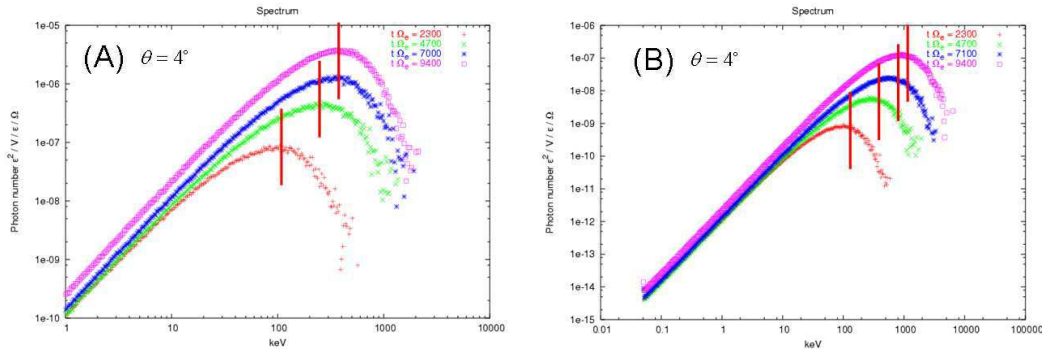 Spectrum
(A) θ = 4°
t Ωe = 2300
t Ωe = 4700
t Ωe = 7000
t Ωe = 9400
Photon number ε² / V / ε / Ω
1e-05
1e-06
1e-07
1e-08
1e-09
1e-10
1
10
100
1000
10000
keV
Spectrum
(B) θ = 4°
t Ωe = 2300
t Ωe = 4700
t Ωe = 7100
t Ωe = 9400
Photon number ε² / V / ε / Ω
1e-06
1e-07
1e-08
1e-09
1e-10
1e-11
1e-12
1e-13
1e-14
1e-15
0.01
0.1
1
10
100
1000
10000
100000
keV